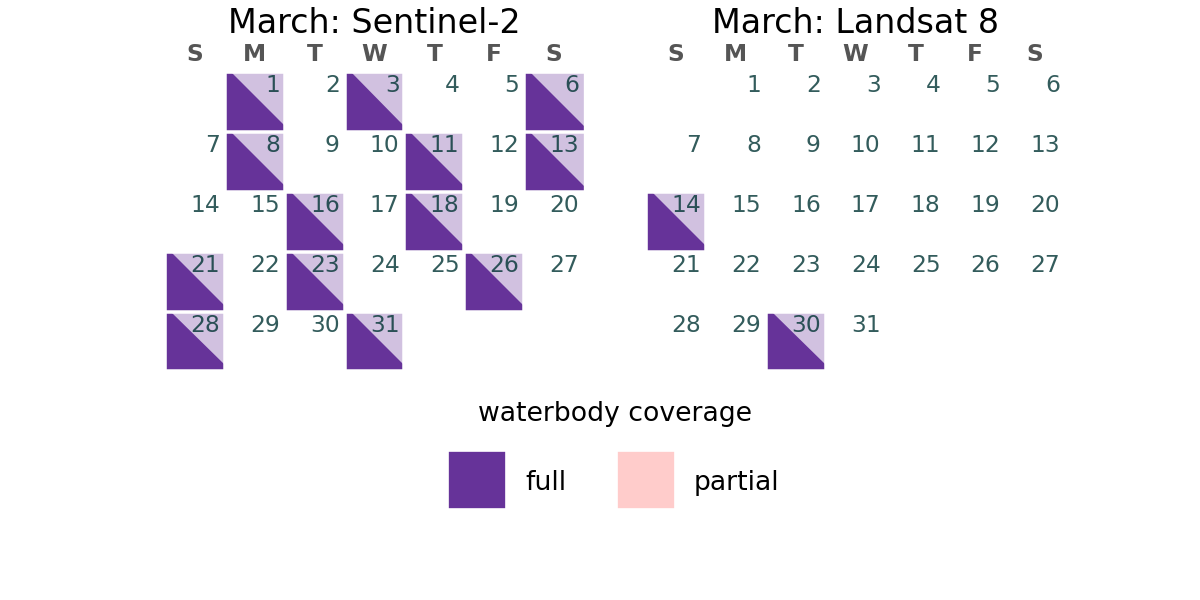 March: Sentinel-2
S M T W T F S
1 2 3 4 5 6
7 8 9 10 11 12 13
14 15 16 17 18 19 20
21 22 23 24 25 26 27
28 29 30 31
March: Landsat 8
S M T W T F S
1 2 3 4 5 6
7 8 9 10 11 12 13
14 15 16 17 18 19 20
21 22 23 24 25 26 27
28 29 30 31
waterbody coverage
full partial